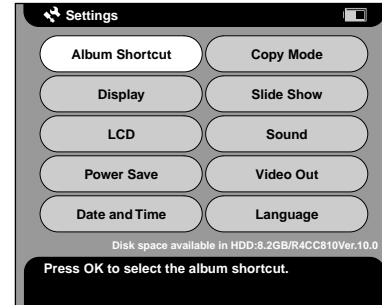 Settings
Album Shortcut
Copy Mode
Display
Slide Show
LCD
Sound
Power Save
Video Out
Date and Time
Language
Disk space available in HDD:8.2GB/R4CC810Ver.10.0
Press OK to select the album shortcut.